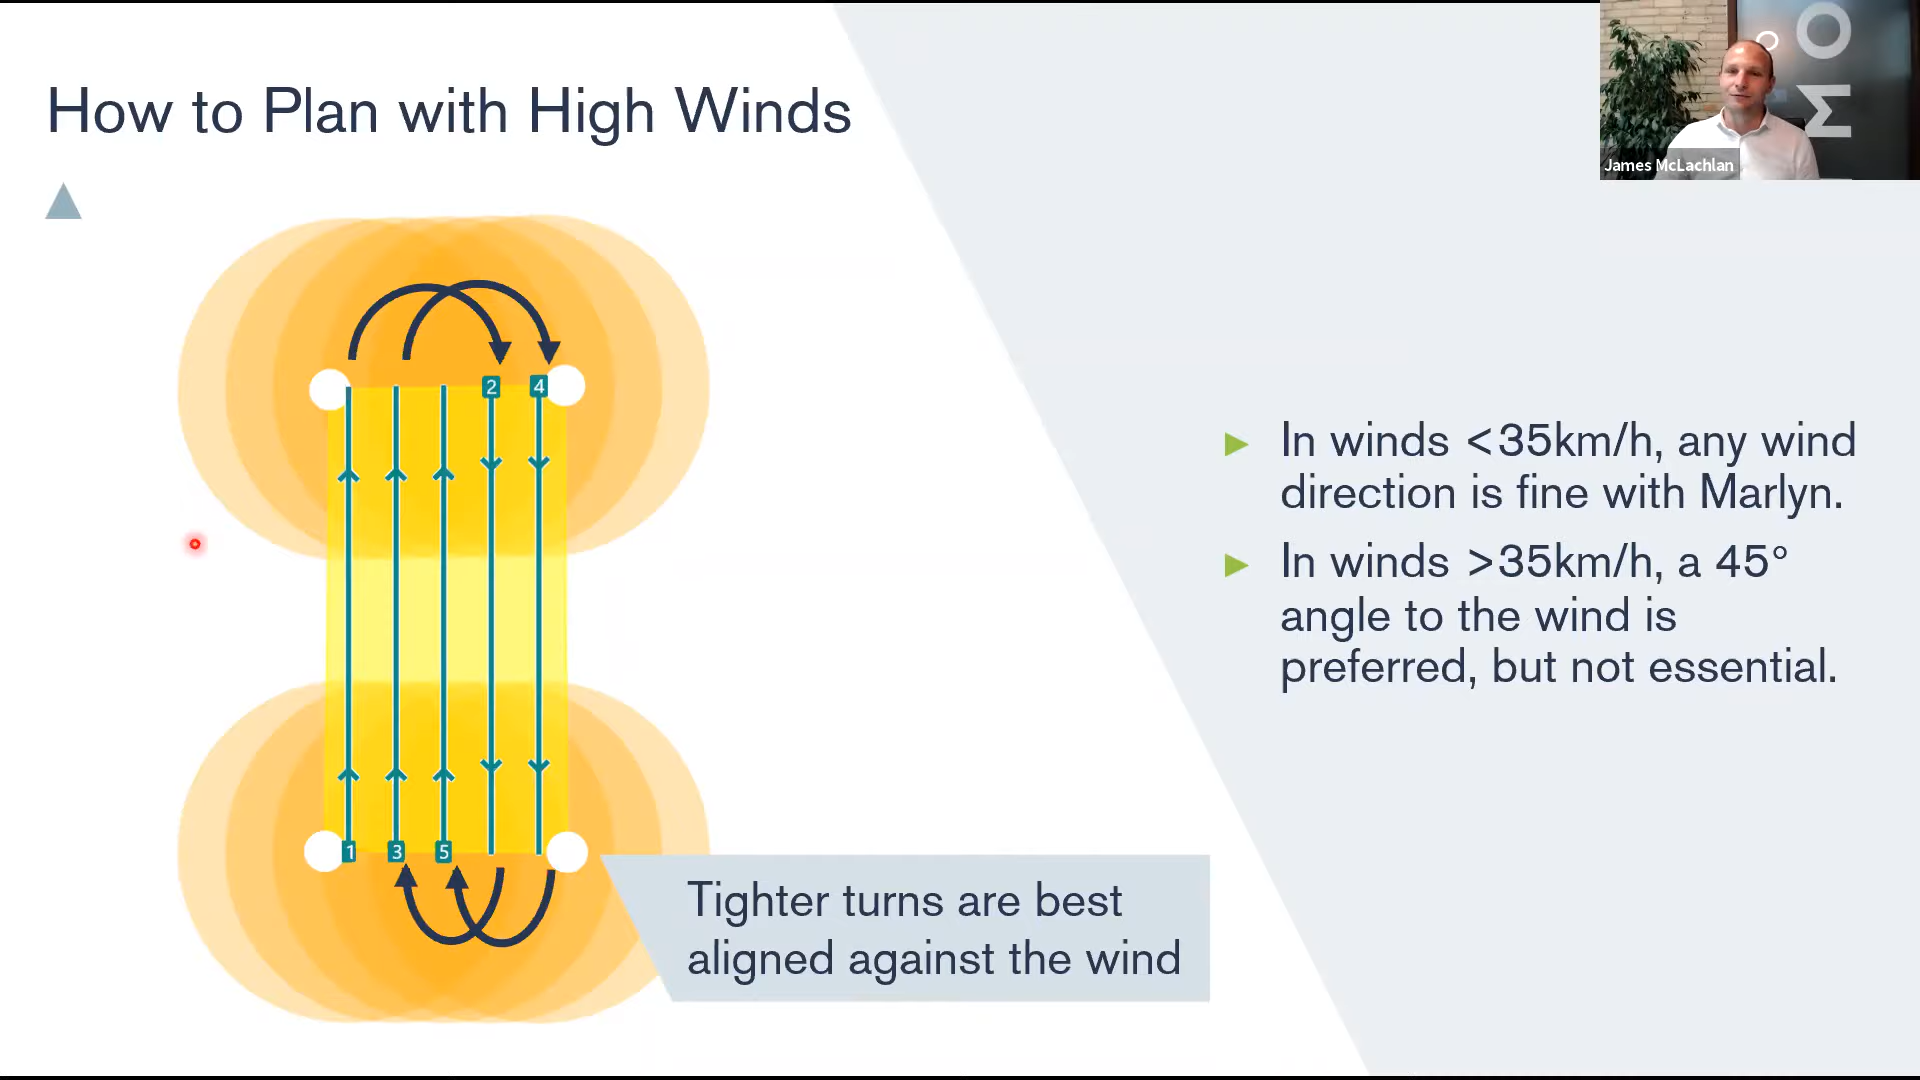 How to Plan with High Winds
O
M
James McLachlan
2
4
In winds <35km/h, any wind
direction is fine with Marlyn.
In winds >35km/h, a 45°
angle to the wind is
preferred, but not essential.
1
3
5
Tighter turns are best
aligned against the wind